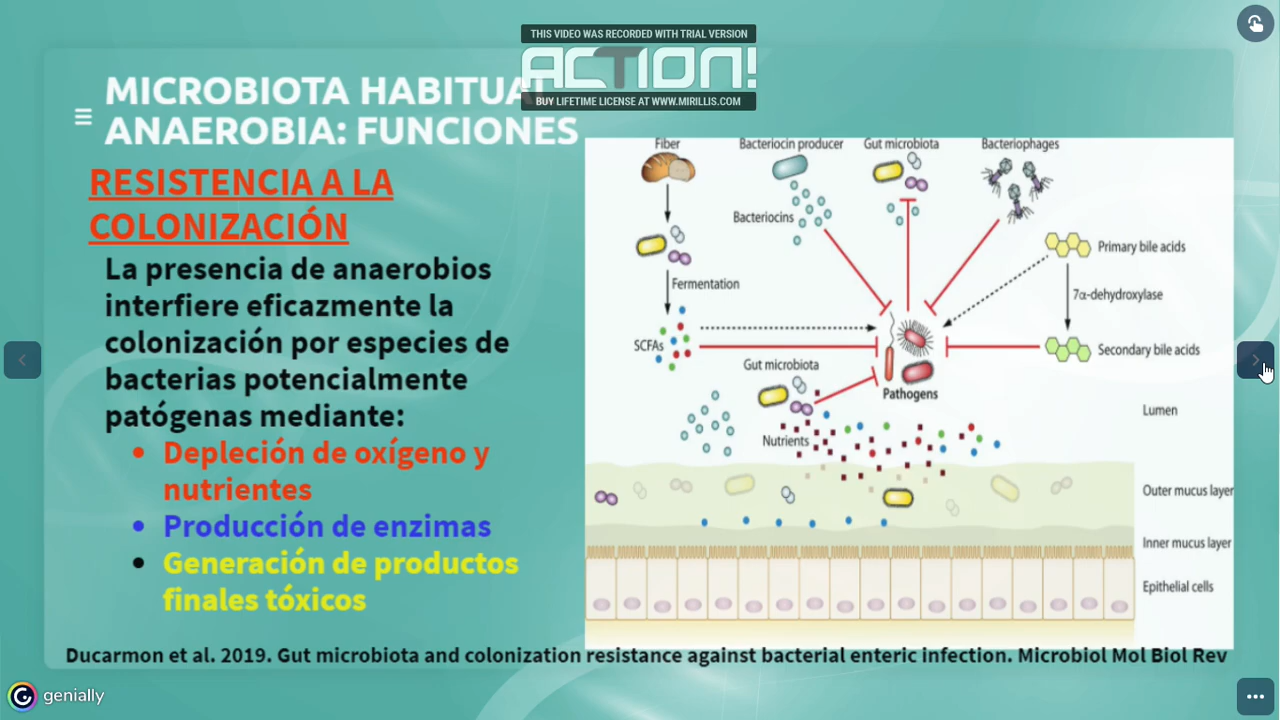 THIS VIDEO WAS RECORDED WITH TRIAL VERSION
ACTION!
BUY LIFETIME LICENSE AT WWW.MIRILLIS.COM
MICROBIOTA HABITUAL
ANAEROBIA: FUNCIONES
RESISTENCIA A LA
COLONIZACIÓN
La presencia de anaerobios
interfiere eficazmente la
colonización por especies de
bacterias potencialmente
patógenas mediante:
• Depleción de oxígeno y
nutrientes
• Producción de enzimas
• Generación de productos
finales tóxicos
Fiber
Bacteriocin producer
Gut microbiota
Bacteriophages
Bacteriocins
Primary bile acids
Fermentation
7α-dehydroxylase
SCFAs
Secondary bile acids
Gut microbiota
Pathogens
Lumen
Nutrients
Outer mucus layer
Inner mucus layer
Epithelial cells
Ducarmon et al. 2019. Gut microbiota and colonization resistance against bacterial enteric infection. Microbiol Mol Biol Rev
genially